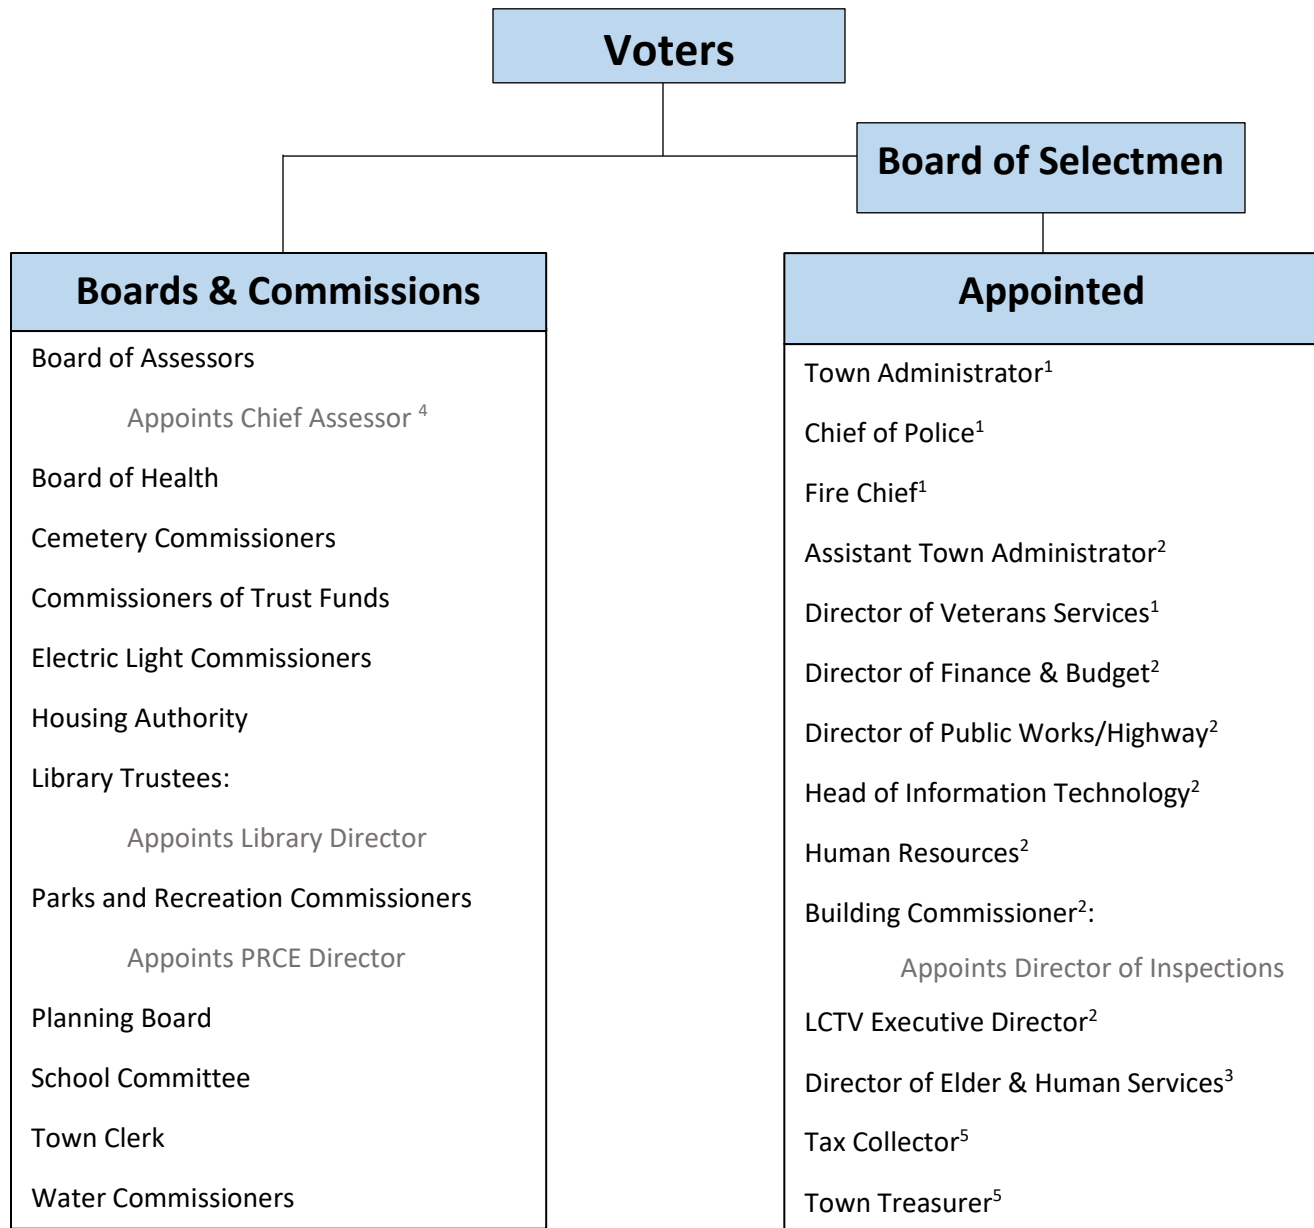 Voters
Board of Selectmen
Boards & Commissions
Board of Assessors
Appoints Chief Assessor ⁴
Board of Health
Cemetery Commissioners
Commissioners of Trust Funds
Electric Light Commissioners
Housing Authority
Library Trustees:
Appoints Library Director
Parks and Recreation Commissioners
Appoints PRCE Director
Planning Board
School Committee
Town Clerk
Water Commissioners
Appointed
Town Administrator¹
Chief of Police¹
Fire Chief¹
Assistant Town Administrator²
Director of Veterans Services¹
Director of Finance & Budget²
Director of Public Works/Highway²
Head of Information Technology²
Human Resources²
Building Commissioner²:
Appoints Director of Inspections
LCTV Executive Director²
Director of Elder & Human Services³
Tax Collector⁵
Town Treasurer⁵